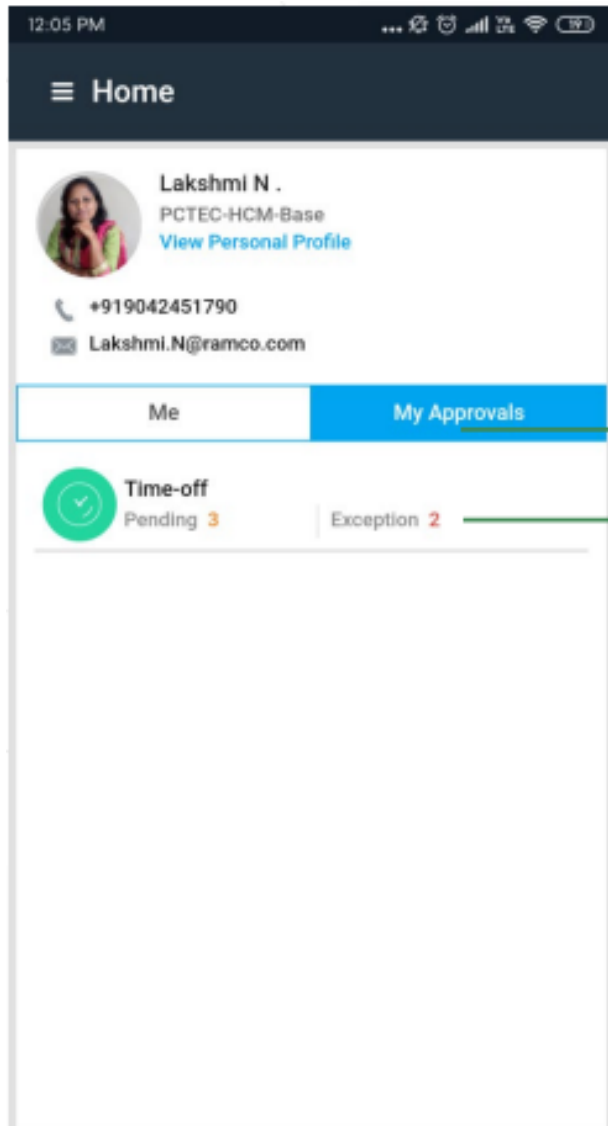 12:05 PM ... 19
≡ Home
Lakshmi N .
PCTEC-HCM-Base
View Personal Profile
+919042451790
Lakshmi.N@ramco.com
Me My Approvals
Time-off
Pending 3 Exception 2